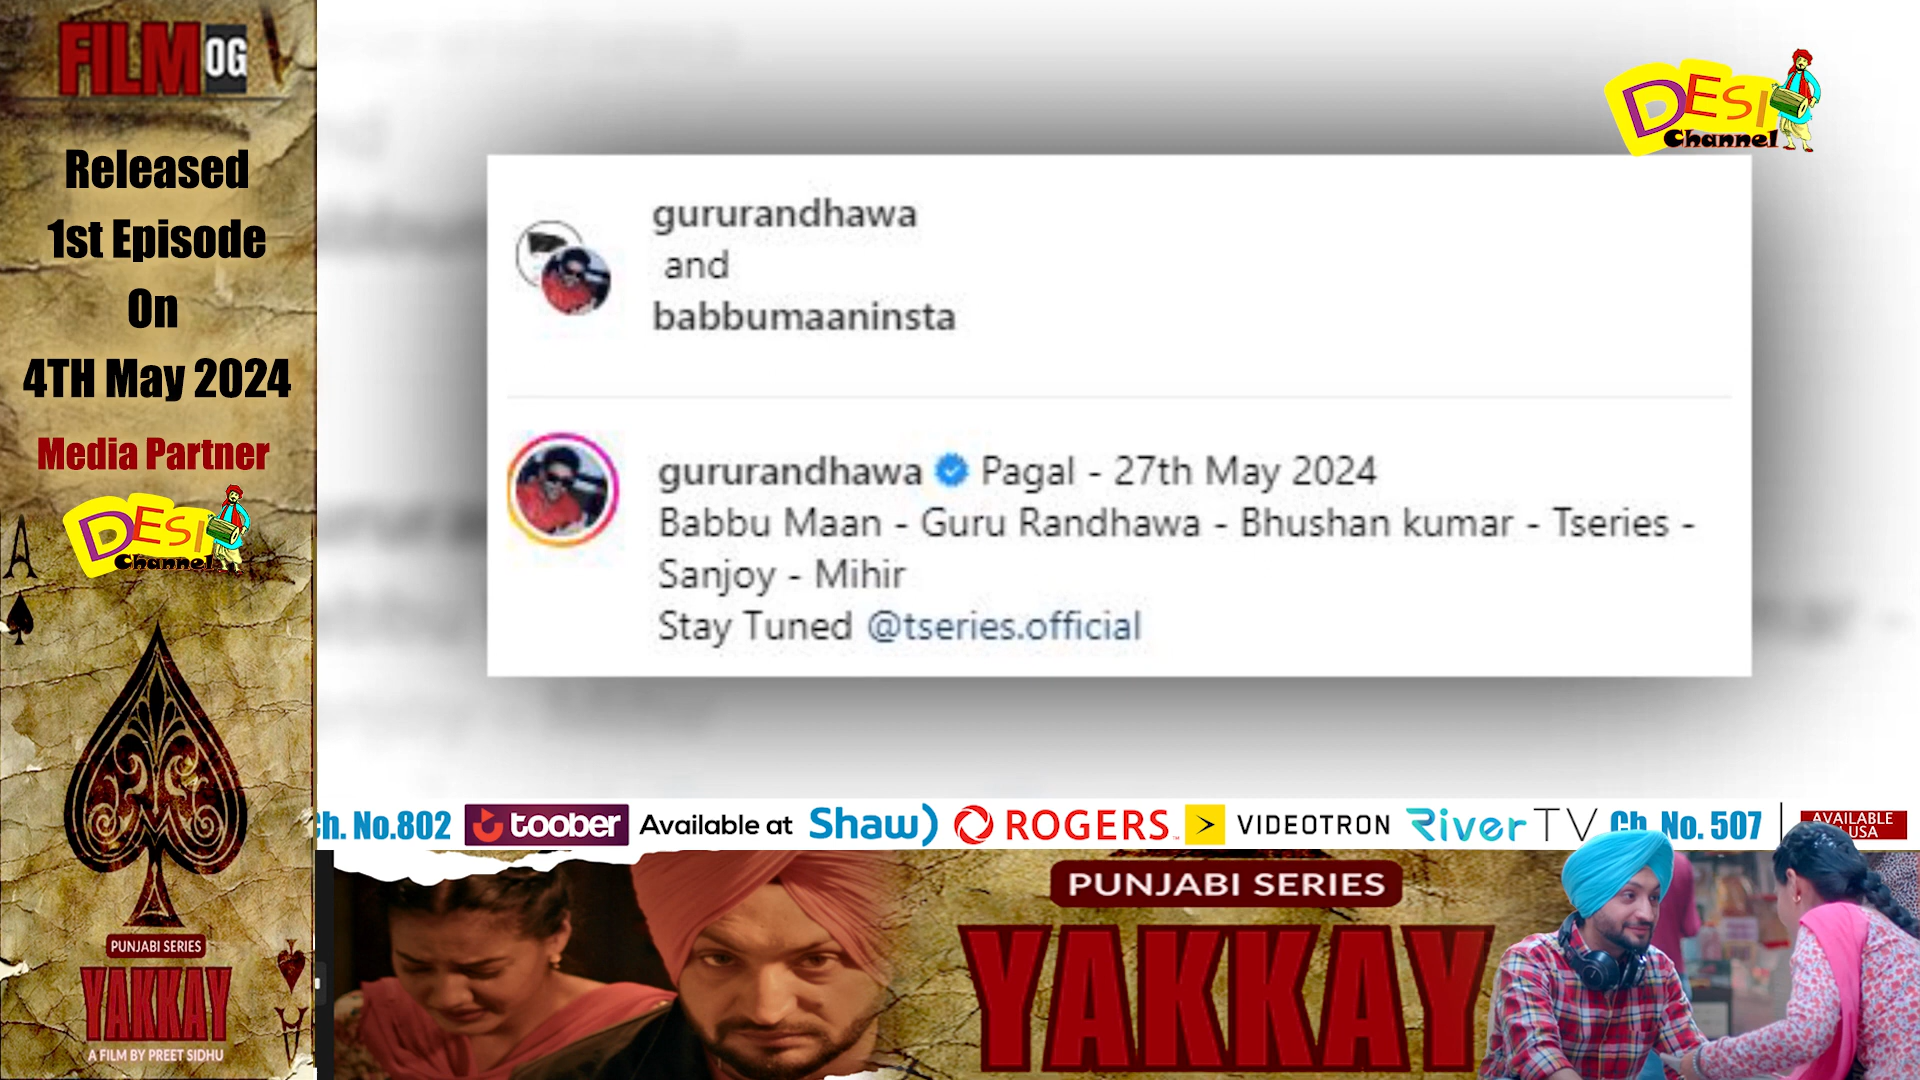 FILM OG
Released
1st Episode
On
4TH May 2024
Media Partner
DESI
Channel
A
PUNJABI SERIES
YAKKAY
A FILM BY PREET SIDHU
A
DESI
Channel
gururandhawa
and
babbumaaninsta
gururandhawa Pagal - 27th May 2024
Babbu Maan - Guru Randhawa - Bhushan kumar - Tseries -
Sanjoy - Mihir
Stay Tuned @tseries.official
Ch. No.802 toober Available at Shaw) ROGERS VIDEOTRON RiverTV Ch. No. 507
AVAILABLE
USA
PUNJABI SERIES
YAKKAY